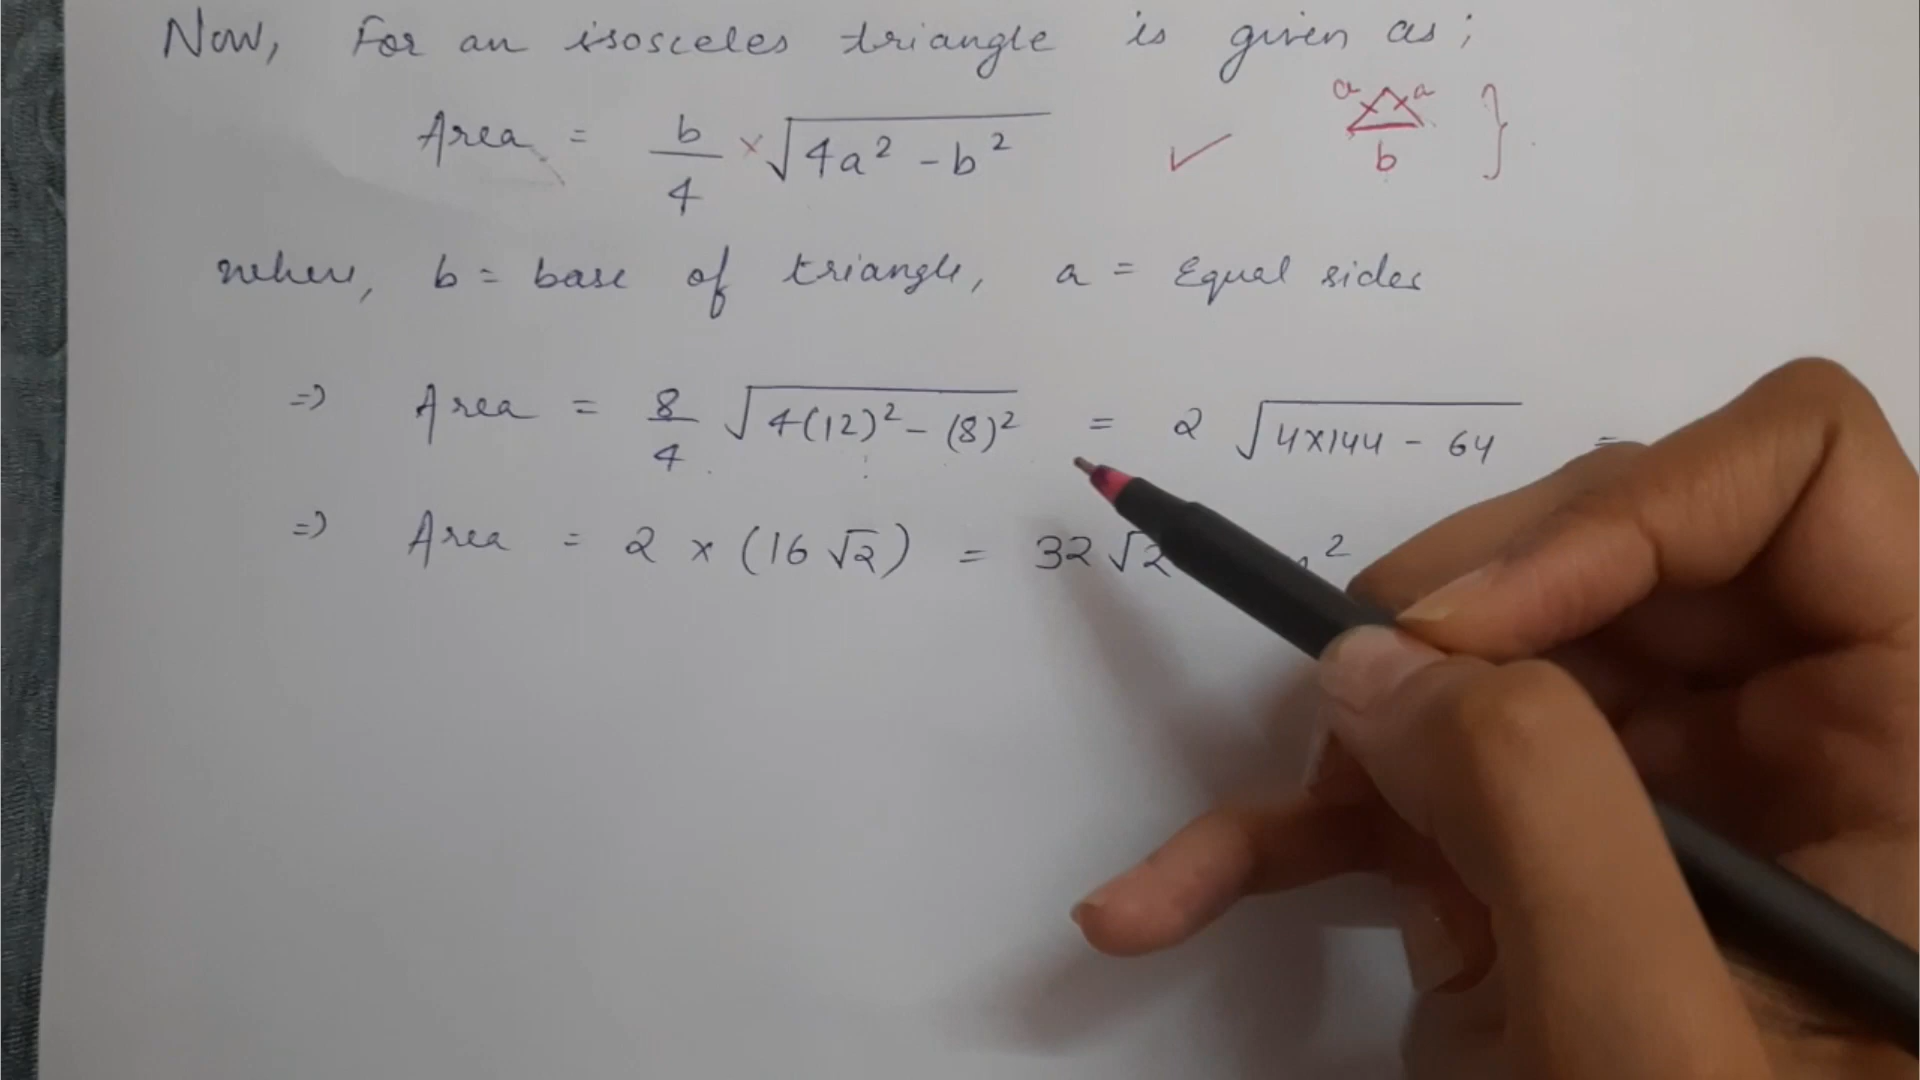 Now, For an isosceles triangle is given as;
a a
Area = b/4 × √(4a² - b²) ✓ }
b
where, b = base of triangle, a = Equal sides
=> Area = 8/4 √(4(12)² - (8)²) = 2 √(4×144 - 64) =
=> Area = 2 × (16√2) = 32√2